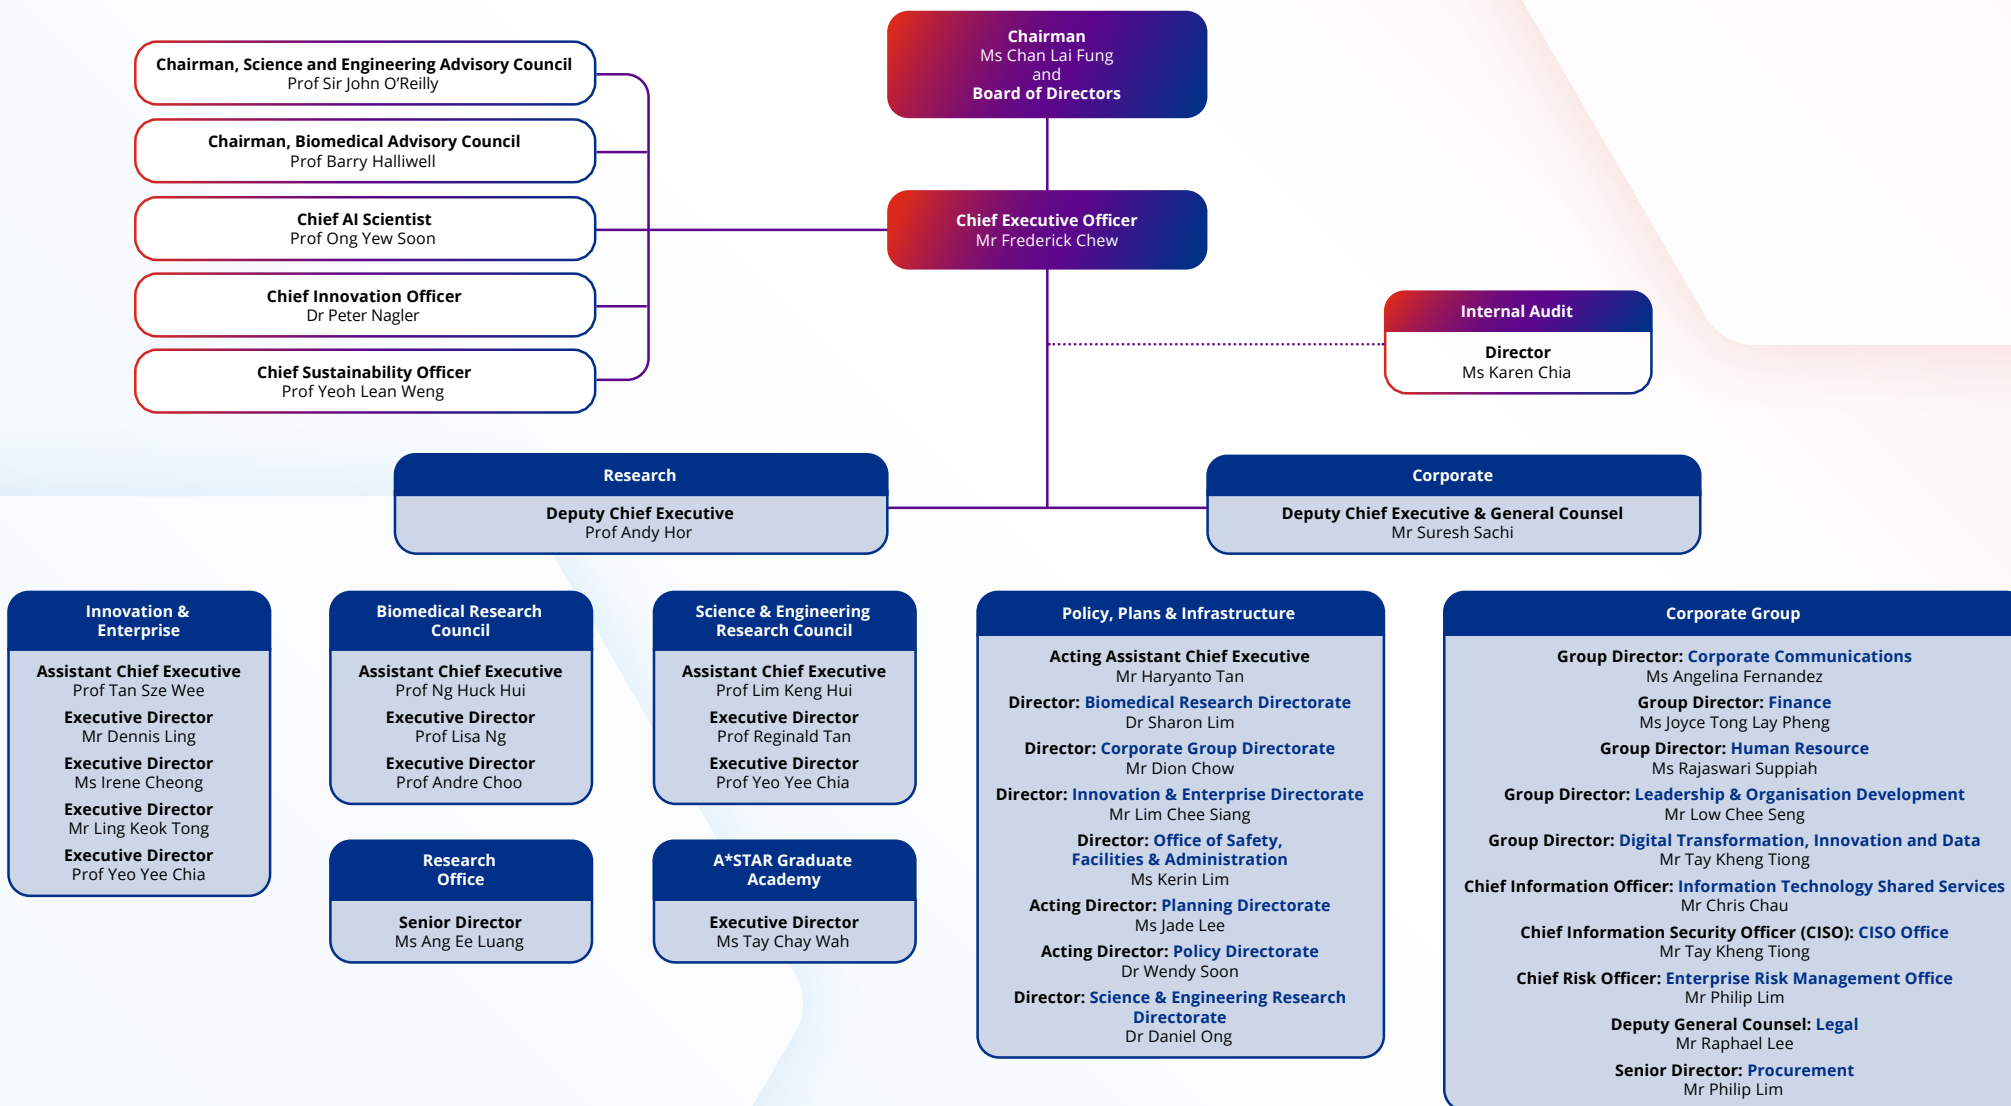 Chairman
Ms Chan Lai Fung
and
Board of Directors
Chairman, Science and Engineering Advisory Council
Prof Sir John O’Reilly
Chairman, Biomedical Advisory Council
Prof Barry Halliwell
Chief AI Scientist
Prof Ong Yew Soon
Chief Innovation Officer
Dr Peter Nagler
Chief Sustainability Officer
Prof Yeoh Lean Weng
Chief Executive Officer
Mr Frederick Chew
Internal Audit
Director
Ms Karen Chia
Research
Deputy Chief Executive
Prof Andy Hor
Corporate
Deputy Chief Executive & General Counsel
Mr Suresh Sachi
Innovation &
Enterprise
Assistant Chief Executive
Prof Tan Sze Wee
Executive Director
Mr Dennis Ling
Executive Director
Ms Irene Cheong
Executive Director
Mr Ling Keok Tong
Executive Director
Prof Yeo Yee Chia
Biomedical Research
Council
Assistant Chief Executive
Prof Ng Huck Hui
Executive Director
Prof Lisa Ng
Executive Director
Prof Andre Choo
Science & Engineering
Research Council
Assistant Chief Executive
Prof Lim Keng Hui
Executive Director
Prof Reginald Tan
Executive Director
Prof Yeo Yee Chia
Research
Office
Senior Director
Ms Ang Ee Luang
A*STAR Graduate
Academy
Executive Director
Ms Tay Chay Wah
Policy, Plans & Infrastructure
Acting Assistant Chief Executive
Mr Haryanto Tan
Director: Biomedical Research Directorate
Dr Sharon Lim
Director: Corporate Group Directorate
Mr Dion Chow
Director: Innovation & Enterprise Directorate
Mr Lim Chee Siang
Director: Office of Safety,
Facilities & Administration
Ms Kerin Lim
Acting Director: Planning Directorate
Ms Jade Lee
Acting Director: Policy Directorate
Dr Wendy Soon
Director: Science & Engineering Research
Directorate
Dr Daniel Ong
Corporate Group
Group Director: Corporate Communications
Ms Angelina Fernandez
Group Director: Finance
Ms Joyce Tong Lay Pheng
Group Director: Human Resource
Ms Rajaswari Suppiah
Group Director: Leadership & Organisation Development
Mr Low Chee Seng
Group Director: Digital Transformation, Innovation and Data
Mr Tay Kheng Tiong
Chief Information Officer: Information Technology Shared Services
Mr Chris Chau
Chief Information Security Officer (CISO): CISO Office
Mr Tay Kheng Tiong
Chief Risk Officer: Enterprise Risk Management Office
Mr Philip Lim
Deputy General Counsel: Legal
Mr Raphael Lee
Senior Director: Procurement
Mr Philip Lim